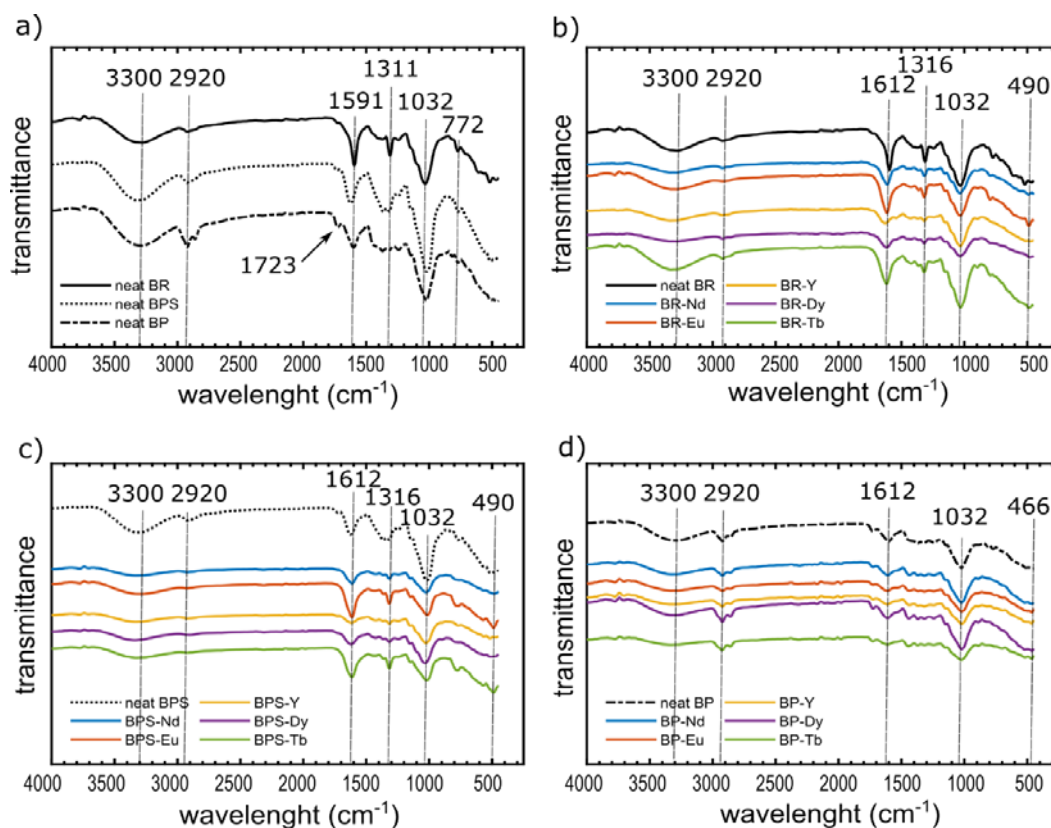 a)
3300 2920
1591
1311
1032
772
1723
transmittance
neat BR
neat BPS
neat BP
4000 3500 3000 2500 2000 1500 1000 500
wavelenght (cm⁻¹)
b)
3300 2920
1612
1316
1032
490
transmittance
neat BR
BR-Nd
BR-Eu
BR-Y
BR-Dy
BR-Tb
4000 3500 3000 2500 2000 1500 1000 500
wavelenght (cm⁻¹)
c)
3300 2920
1612
1316
1032
490
transmittance
neat BPS
BPS-Nd
BPS-Eu
BPS-Y
BPS-Dy
BPS-Tb
4000 3500 3000 2500 2000 1500 1000 500
wavelenght (cm⁻¹)
d)
3300 2920
1612
1032
466
transmittance
neat BP
BP-Nd
BP-Eu
BP-Y
BP-Dy
BP-Tb
4000 3500 3000 2500 2000 1500 1000 500
wavelenght (cm⁻¹)